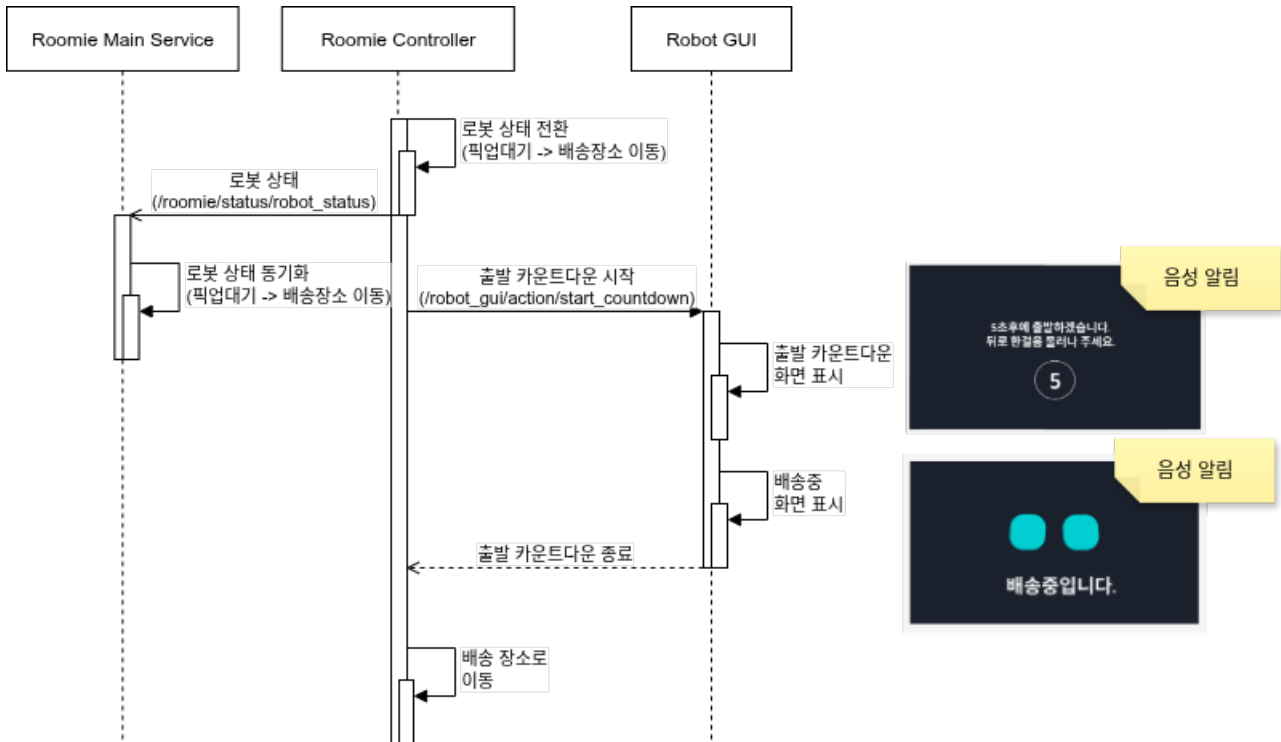 Roomie Main Service
Roomie Controller
Robot GUI
로봇 상태 전환
(픽업대기 -> 배송장소 이동)
로봇 상태
(/roomie/status/robot_status)
로봇 상태 동기화
(픽업대기 -> 배송장소 이동)
출발 카운트다운 시작
(/robot_gui/action/start_countdown)
음성 알림
5초후에 출발하겠습니다.
뒤로 한걸음 물러나 주세요.
5
출발 카운트다운
화면 표시
음성 알림
배송중
화면 표시
배송중입니다.
출발 카운트다운 종료
배송 장소로
이동